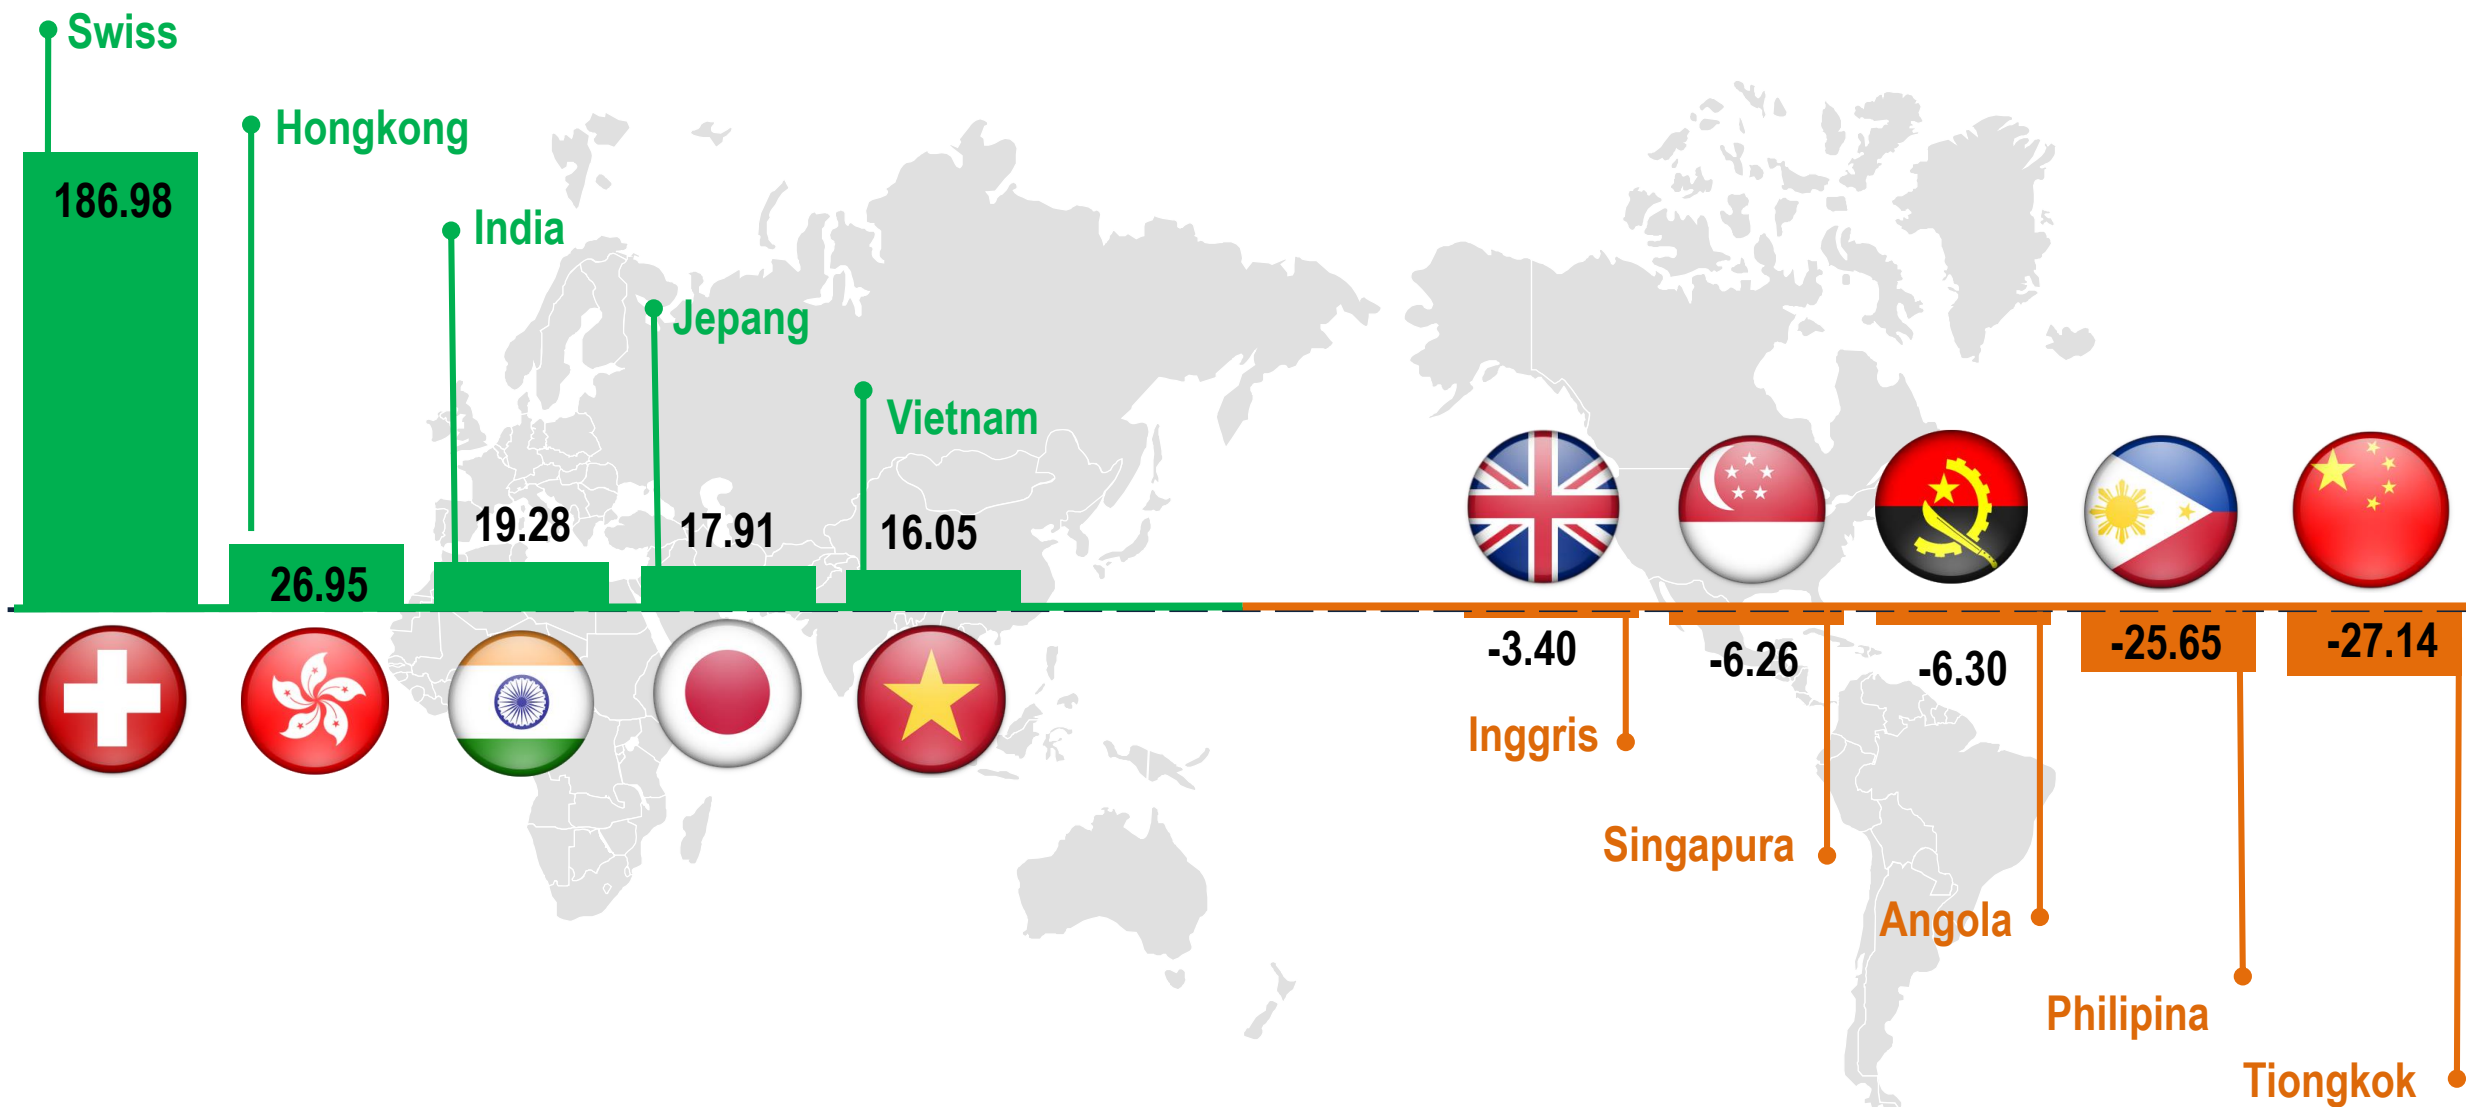 Swiss
186.98
Hongkong
26.95
India
19.28
Jepang
17.91
Vietnam
16.05
-3.40
Inggris
-6.26
Singapura
-6.30
Angola
-25.65
Philipina
-27.14
Tiongkok